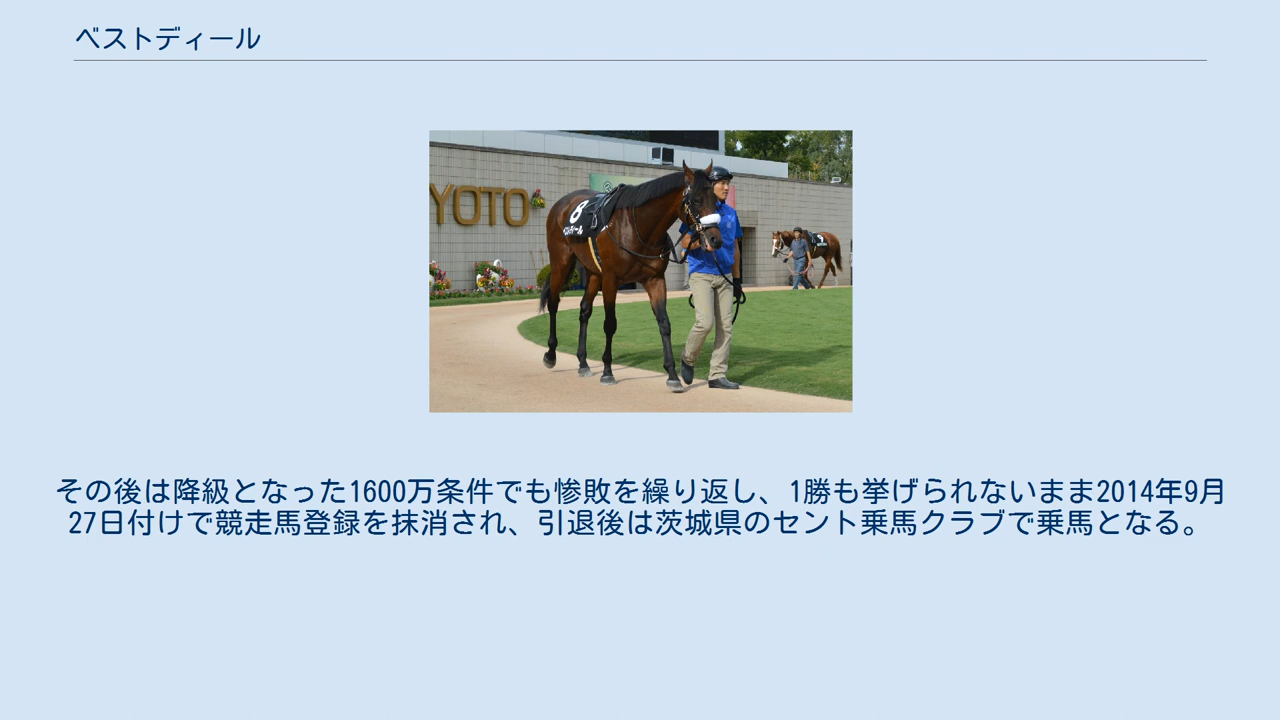 ベストディール
YOTO
8
その後は降級となった1600万条件でも惨敗を繰り返し、1勝も挙げられないまま2014年9月
27日付けで競走馬登録を抹消され、引退後は茨城県のセント乗馬クラブで乗馬となる。